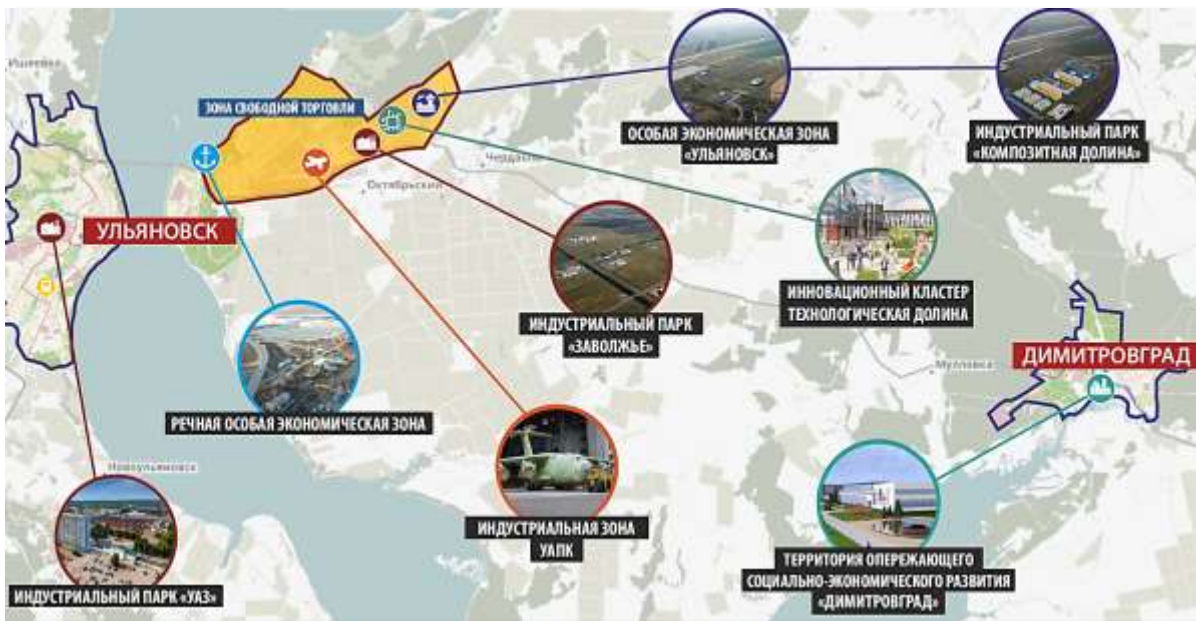 Ишеевка
ЗОНА СВОБОДНОЙ ТОРГОВЛИ
ОСОБАЯ ЭКОНОМИЧЕСКАЯ ЗОНА
«УЛЬЯНОВСК»
ИНДУСТРИАЛЬНЫЙ ПАРК
«КОМПОЗИТНАЯ ДОЛИНА»
Октябрьский
УЛЬЯНОВСК
ИННОВАЦИОННЫЙ КЛАСТЕР
ТЕХНОЛОГИЧЕСКАЯ ДОЛИНА
ИНДУСТРИАЛЬНЫЙ ПАРК
«ЗАВОЛЖЬЕ»
ДИМИТРОВГРАД
Мулловка
РЕЧНАЯ ОСОБАЯ ЭКОНОМИЧЕСКАЯ ЗОНА
Новоульяновск
ИНДУСТРИАЛЬНАЯ ЗОНА
УАПК
ТЕРРИТОРИЯ ОПЕРЕЖАЮЩЕГО
СОЦИАЛЬНО-ЭКОНОМИЧЕСКОГО РАЗВИТИЯ
«ДИМИТРОВГРАД»
ИНДУСТРИАЛЬНЫЙ ПАРК «УАЗ»